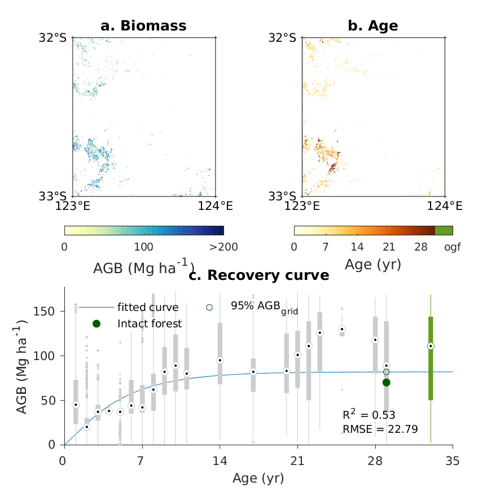 a. Biomass
b. Age
32°S
32°S
33°S
33°S
123°E
124°E
123°E
124°E
0
100
>200
0
7
14
21
28
ogf
AGB (Mg ha⁻¹)
Age (yr)
c. Recovery curve
fitted curve
95% AGB_grid
Intact forest
AGB (Mg ha⁻¹)
150
100
50
0
R² = 0.53
RMSE = 22.79
0
7
14
21
28
35
Age (yr)